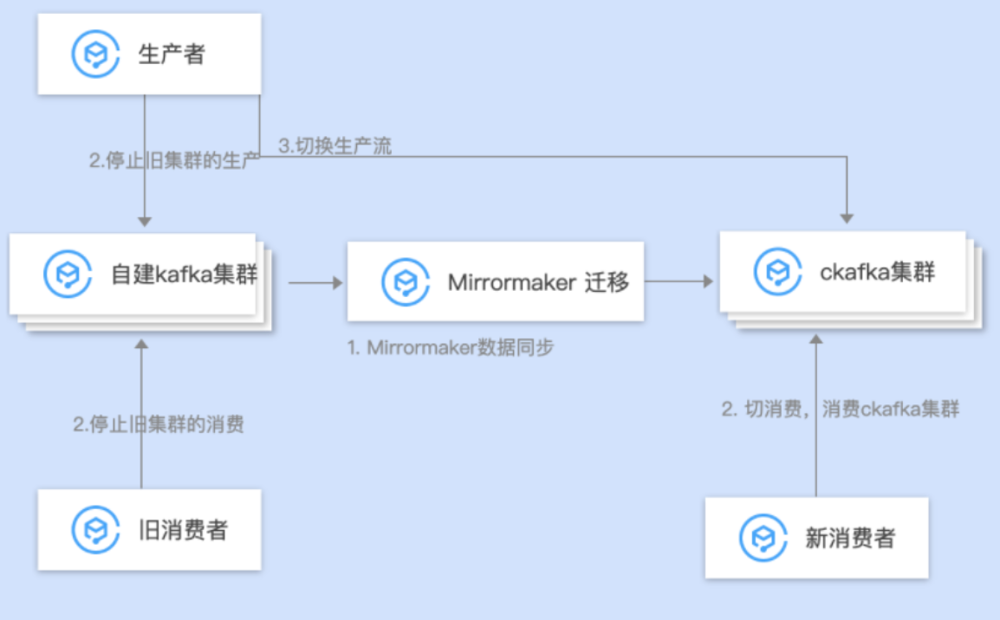 生产者
3.切换生产流
2.停止旧集群的生产
自建kafka集群
Mirrormaker 迁移
ckafka集群
1. Mirrormaker数据同步
2. 切消费，消费ckafka集群
2.停止旧集群的消费
旧消费者
新消费者